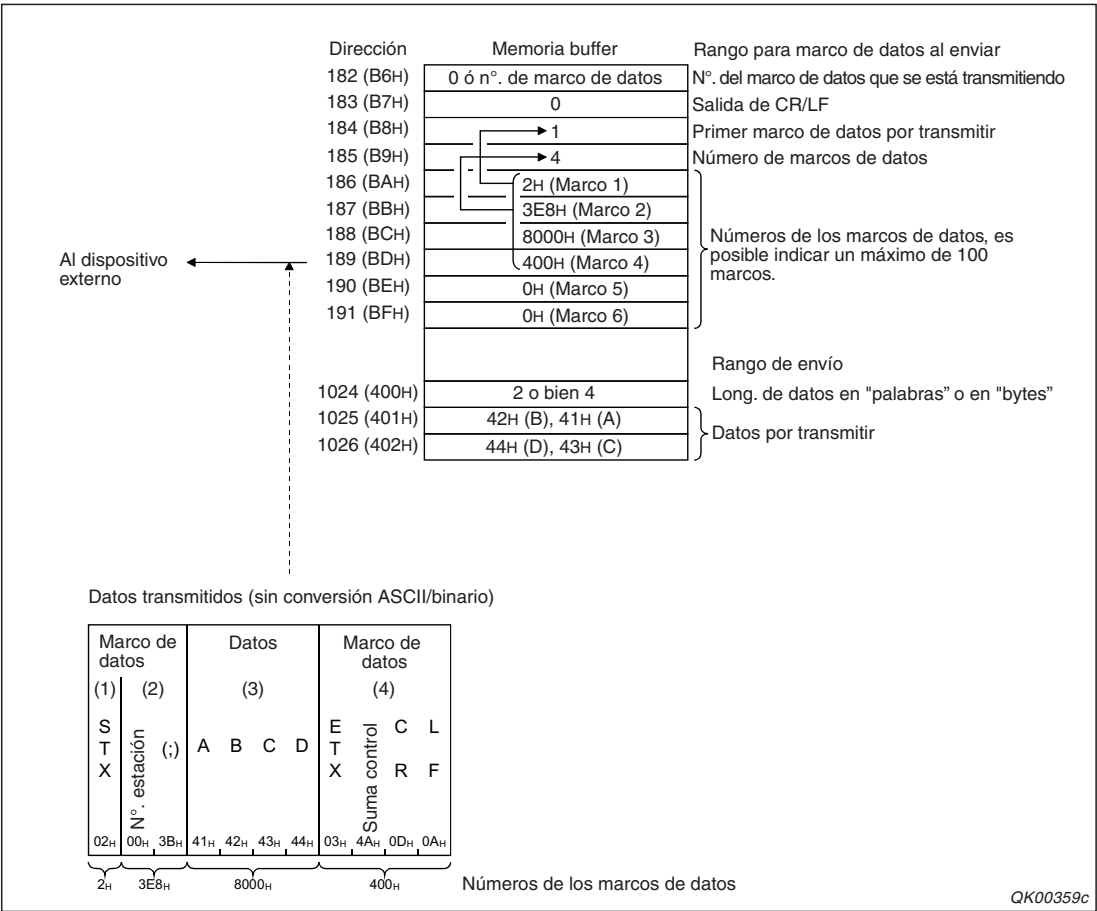 Dirección Memoria buffer Rango para marco de datos al enviar
182 (B6H) 0 ó n°. de marco de datos N°. del marco de datos que se está transmitiendo
183 (B7H) 0 Salida de CR/LF
184 (B8H) 1 Primer marco de datos por transmitir
185 (B9H) 4 Número de marcos de datos
186 (BAH) 2H (Marco 1)
187 (BBH) 3E8H (Marco 2)
188 (BCH) 8000H (Marco 3)
189 (BDH) 400H (Marco 4)
190 (BEH) 0H (Marco 5)
191 (BFH) 0H (Marco 6)
Números de los marcos de datos, es
posible indicar un máximo de 100
marcos.
Al dispositivo
externo
Rango de envío
1024 (400H) 2 o bien 4 Long. de datos en "palabras” o en "bytes”
1025 (401H) 42H (B), 41H (A)
1026 (402H) 44H (D), 43H (C)
Datos por transmitir
Datos transmitidos (sin conversión ASCII/binario)
Marco de
datos
Datos
Marco de
datos
(1) (2) (3) (4)
STX N°. estación (;) A B C D ETX Suma control CR LF
02H 00H 3BH 41H 42H 43H 44H 03H 4AH 0DH 0AH
2H 3E8H 8000H 400H Números de los marcos de datos
QK00359c